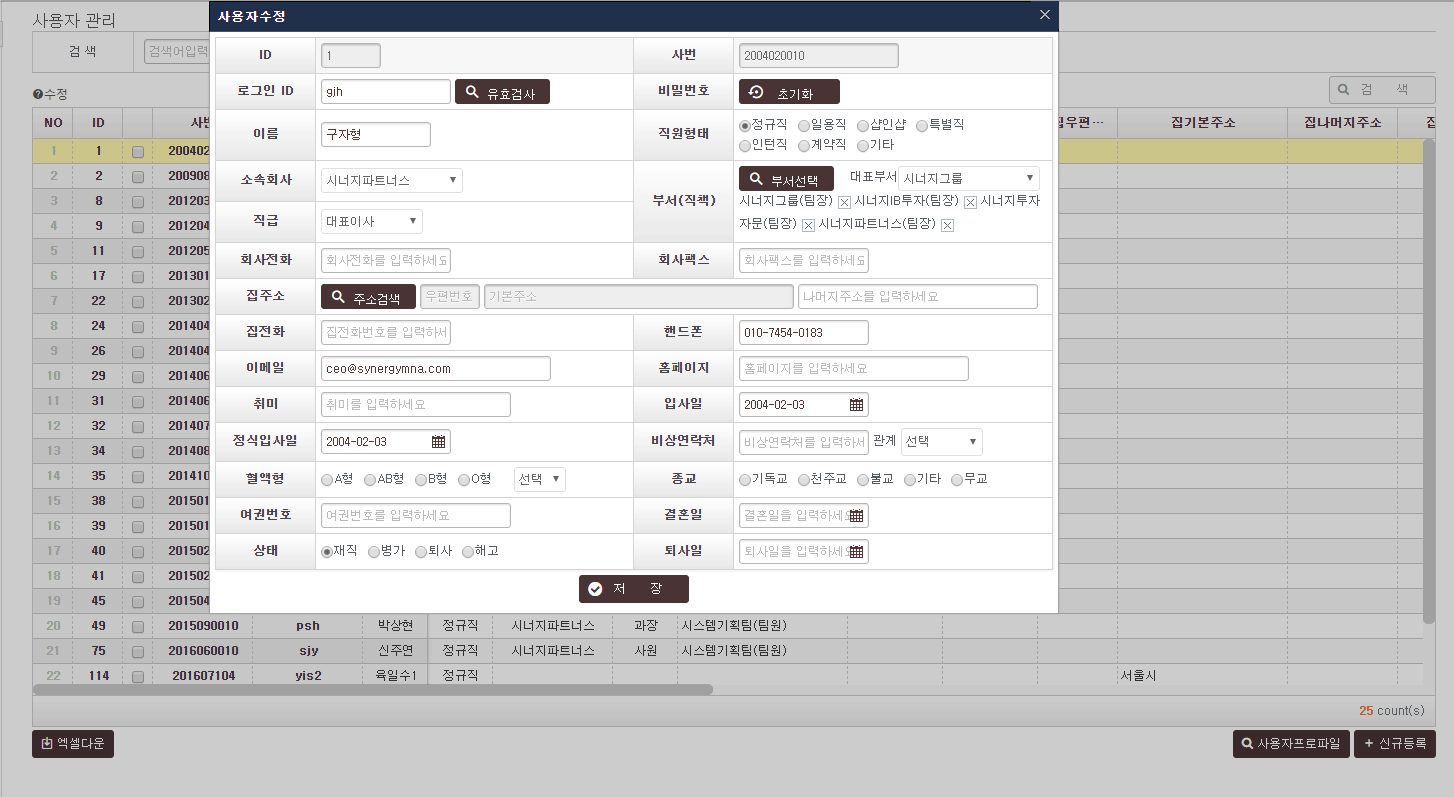 사용자 관리
사용자수정
검 색
검색어입력
수정
검 색
NO ID 사번 집우편… 집기본주소 집나머지주소 집
ID 1 사번 2004020010
로그인 ID gjh 유효검사 비밀번호 초기화
이름 구자형 직원형태 정규직 일용직 샵인샵 특별직
인턴직 계약직 기타
소속회사 시너지파트너스 부서(직책) 부서선택 대표부서 시너지그룹
시너지그룹(팀장) 시너지IB투자(팀장) 시너지투자
직급 대표이사 자문(팀장) 시너지파트너스(팀장)
회사전화 회사전화를 입력하세요 회사팩스 회사팩스를 입력하세요
집주소 주소검색 우편번호 기본주소 나머지주소를 입력하세요
집전화 집전화번호를 입력하세 핸드폰 010-7454-0183
이메일 ceo@synergymna.com 홈페이지 홈페이지를 입력하세요
취미 취미를 입력하세요 입사일 2004-02-03
정식입사일 2004-02-03 비상연락처 비상연락처를 입력하세 관계 선택
혈액형 A형 AB형 B형 O형 선택 종교 기독교 천주교 불교 기타 무교
여권번호 여권번호를 입력하세요 결혼일 결혼일을 입력하세요
상태 재직 병가 퇴사 해고 퇴사일 퇴사일을 입력하세요
저 장
1 1 200402
2 2 200908
3 8 201203
4 9 201204
5 11 201205
6 17 201301
7 22 201302
8 24 201404
9 26 201404
10 29 201406
11 31 201406
12 32 201407
13 34 201408
14 35 201410
15 38 201501
16 39 201501
17 40 201502
18 41 201502
19 45 201504
20 49 2015090010 psh 박상현 정규직 시너지파트너스 과장 시스템기획팀(팀원)
21 75 2016060010 sjy 신주연 정규직 시너지파트너스 사원 시스템기획팀(팀원)
22 114 201607104 yis2 육일수1 정규직 서울시
25 count(s)
엑셀다운 사용자프로파일 + 신규등록